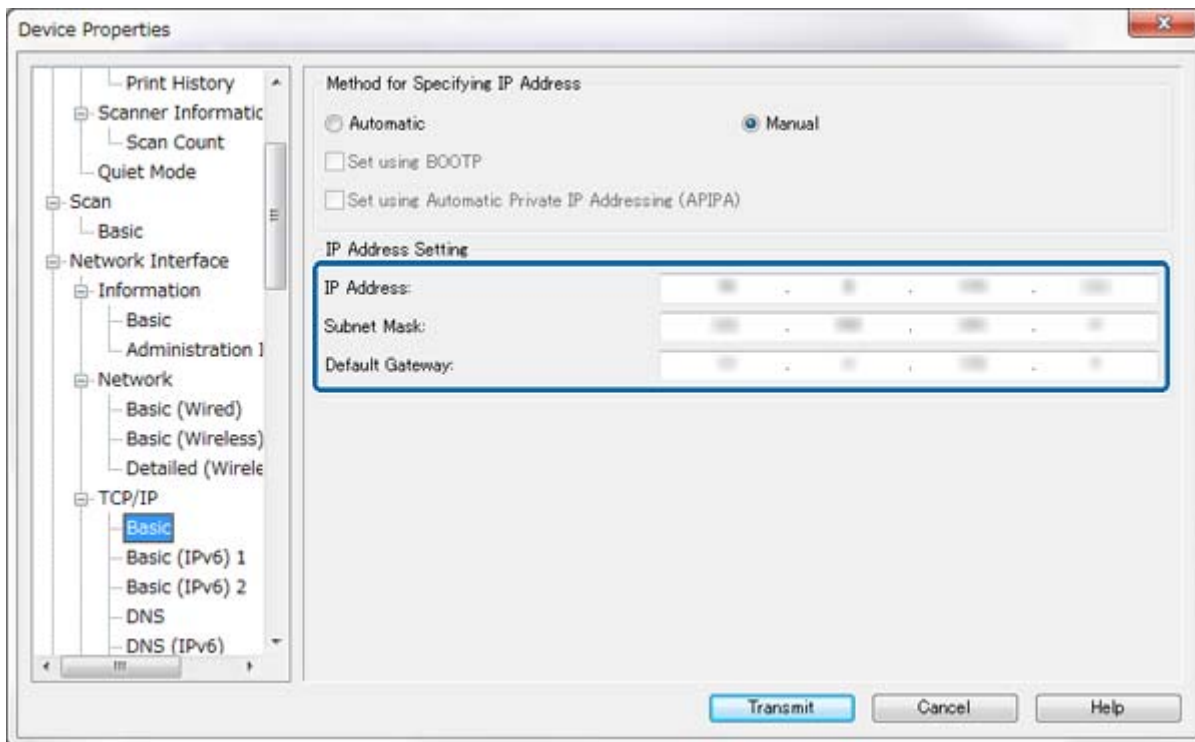 Device Properties
Print History
Scanner Informatic
Scan Count
Quiet Mode
Scan
Basic
Network Interface
Information
Basic
Administration I
Network
Basic (Wired)
Basic (Wireless)
Detailed (Wirele
TCP/IP
Basic
Basic (IPv6) 1
Basic (IPv6) 2
DNS
DNS (IPv6)
Method for Specifying IP Address
Automatic
Manual
Set using BOOTP
Set using Automatic Private IP Addressing (APIPA)
IP Address Setting
IP Address:
Subnet Mask:
Default Gateway:
Transmit
Cancel
Help